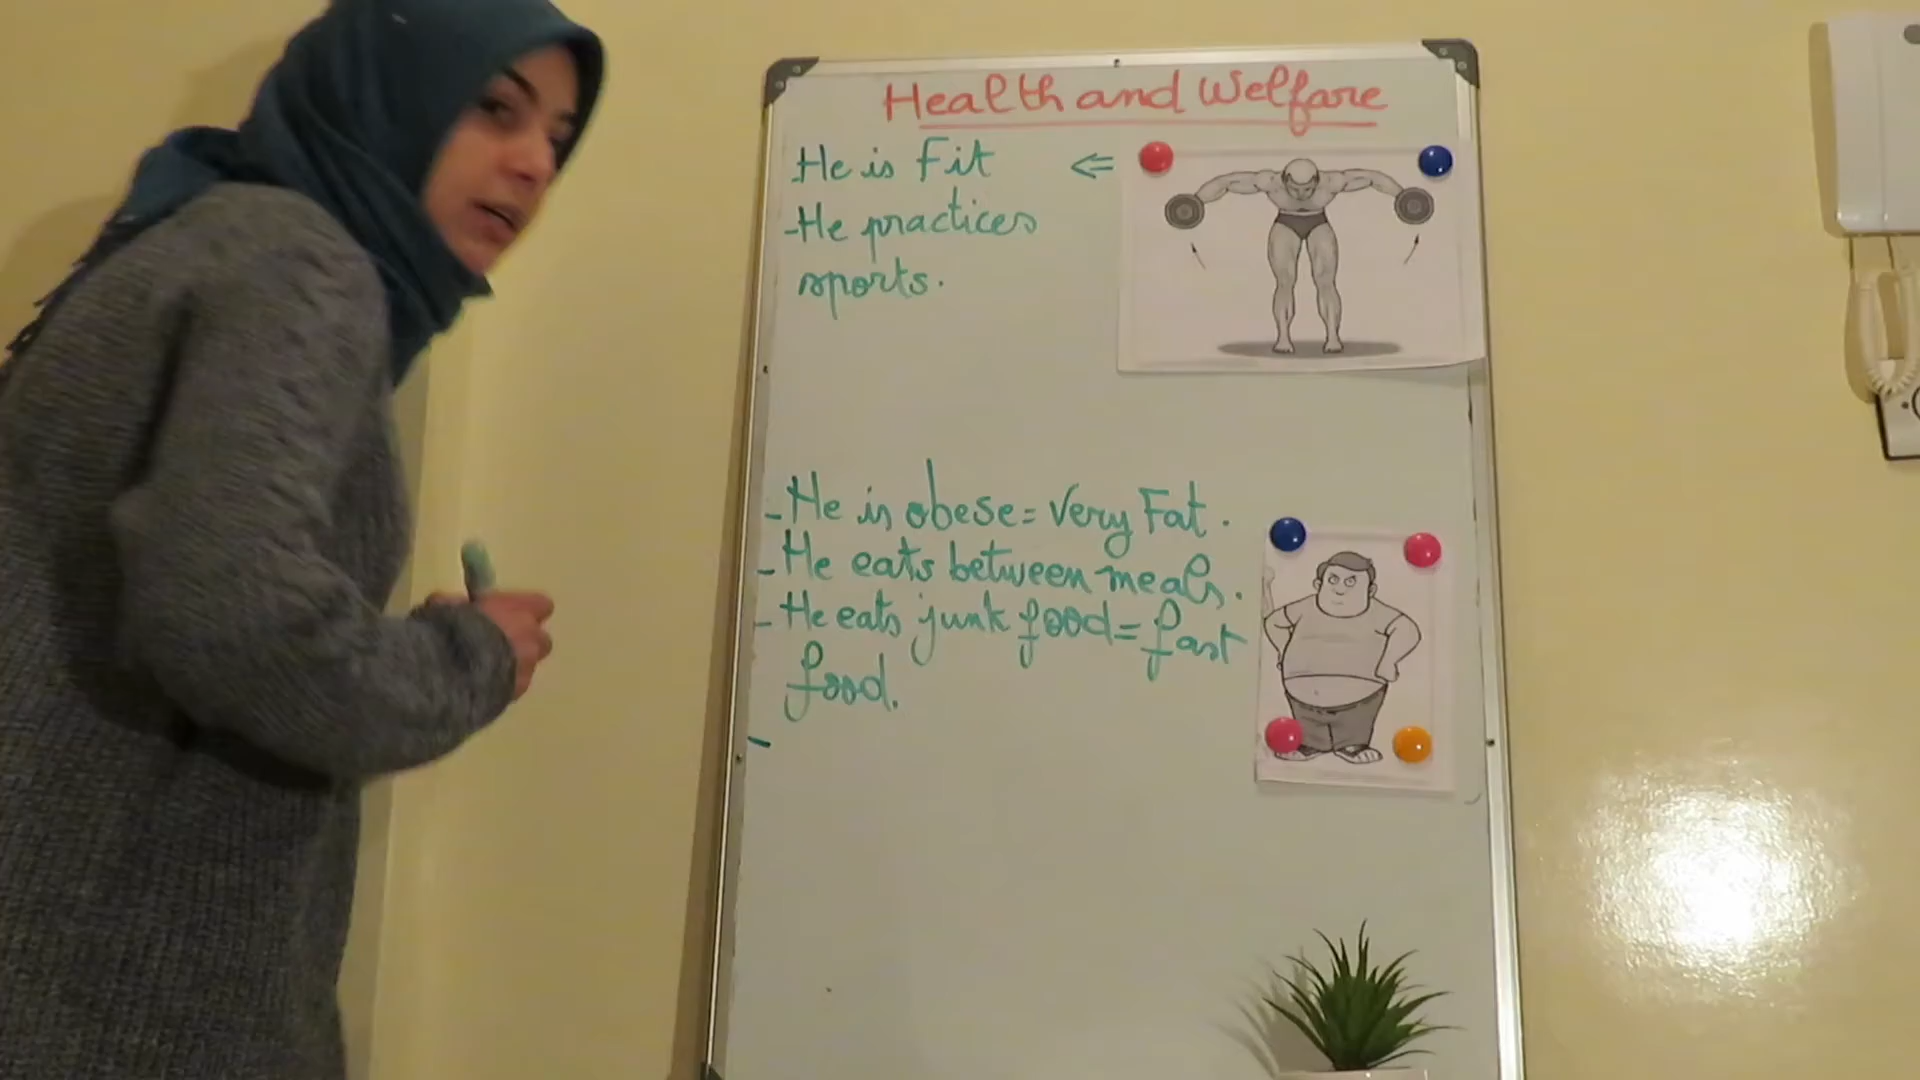 Health and Welfare
He is Fit ⇐
-He practices
sports.
- He is obese = Very Fat.
- He eats between meals.
- He eats junk food = fast
food.
-